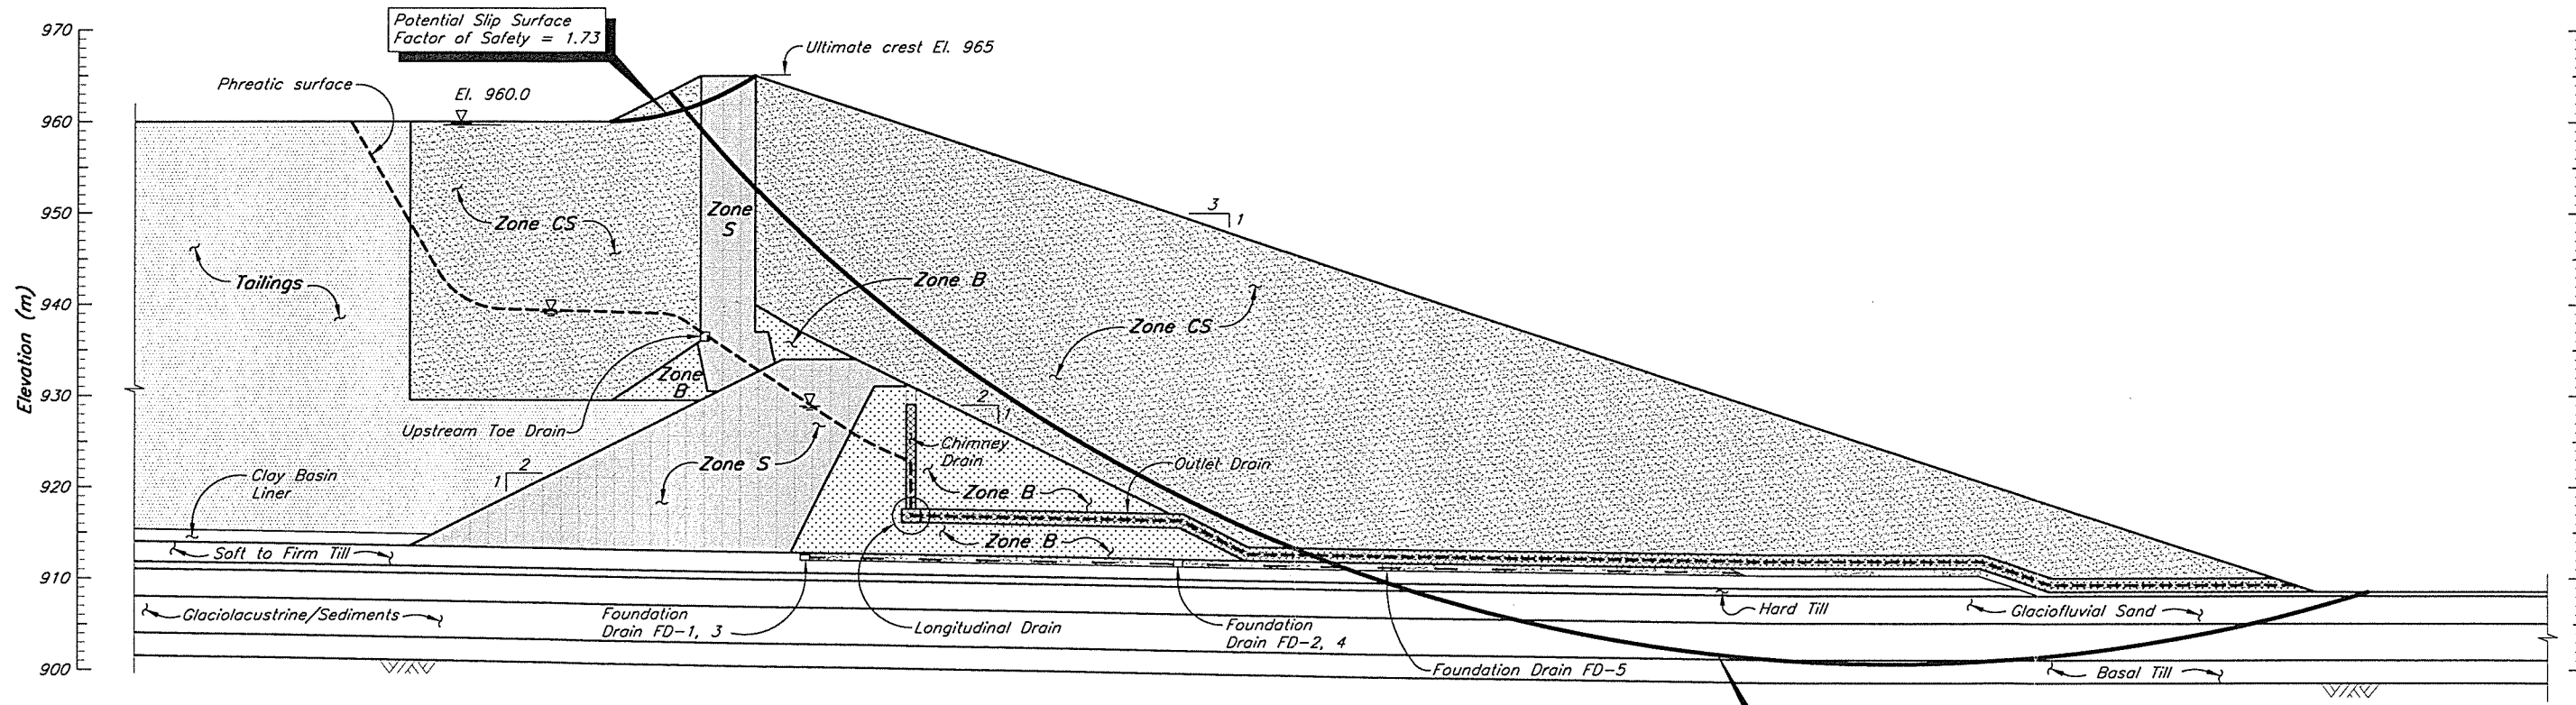 Potential Slip Surface
Factor of Safety = 1.73
Ultimate crest El. 965
Phreatic surface
El. 960.0
970
960
950
940
930
920
910
900
Elevation (m)
Zone CS
Zone
S
3
1
Tailings
Zone B
Zone CS
Zone
B
Upstream Toe Drain
2
1
Chimney
Drain
Zone S
2
1
Outlet Drain
Clay Basin
Liner
Zone B
Zone B
Soft to Firm Till
Glaciolacustrine/Sediments
Foundation
Drain FD-1, 3
Longitudinal Drain
Foundation
Drain FD-2, 4
Hard Till
Glaciofluvial Sand
Foundation Drain FD-5
Basal Till